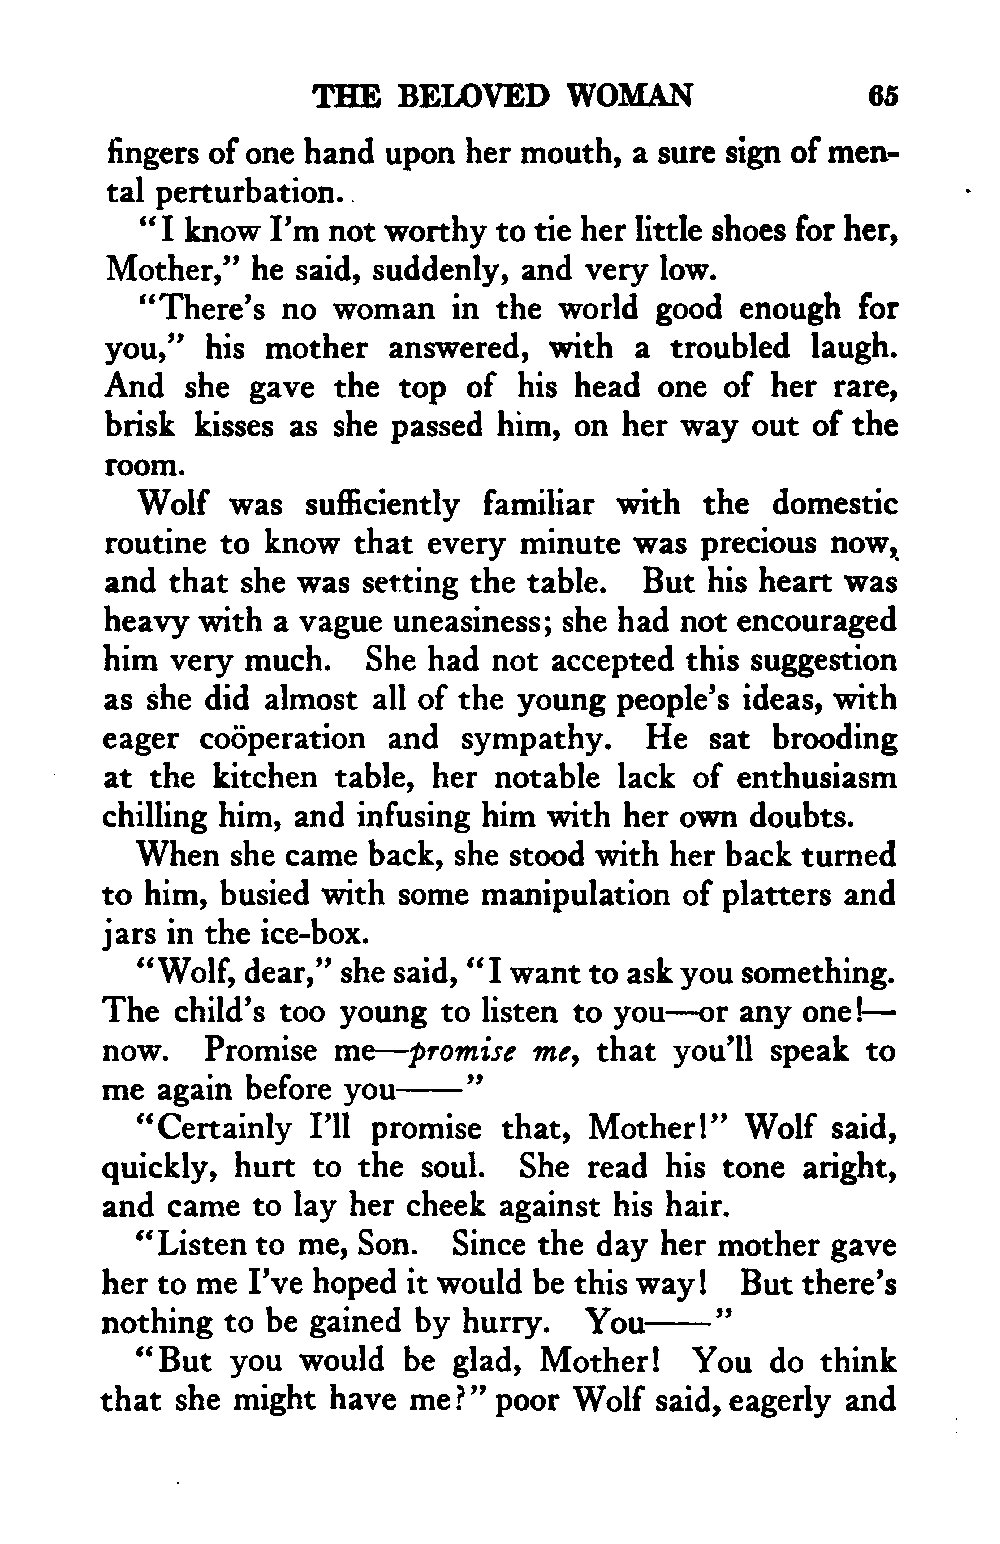 THE BELOVED WOMAN 65
fingers of one hand upon her mouth, a sure sign of men-
tal perturbation.
"I know I'm not worthy to tie her little shoes for her,
Mother," he said, suddenly, and very low.
"There's no woman in the world good enough for
you," his mother answered, with a troubled laugh.
And she gave the top of his head one of her rare,
brisk kisses as she passed him, on her way out of the
room.
Wolf was sufficiently familiar with the domestic
routine to know that every minute was precious now,
and that she was setting the table. But his heart was
heavy with a vague uneasiness; she had not encouraged
him very much. She had not accepted this suggestion
as she did almost all of the young people's ideas, with
eager coöperation and sympathy. He sat brooding
at the kitchen table, her notable lack of enthusiasm
chilling him, and infusing him with her own doubts.
When she came back, she stood with her back turned
to him, busied with some manipulation of platters and
jars in the ice-box.
"Wolf, dear," she said, "I want to ask you something.
The child's too young to listen to you—or any one!—
now. Promise me—promise me, that you'll speak to
me again before you——"
"Certainly I'll promise that, Mother!" Wolf said,
quickly, hurt to the soul. She read his tone aright,
and came to lay her cheek against his hair.
"Listen to me, Son. Since the day her mother gave
her to me I've hoped it would be this way! But there's
nothing to be gained by hurry. You——"
"But you would be glad, Mother! You do think
that she might have me?" poor Wolf said, eagerly and